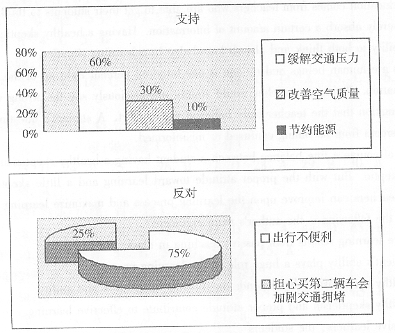 支持
80%
60%
40%
20%
0%
60%
30%
10%
缓解交通压力
改善空气质量
节约能源
反对
25%
75%
出行不便利
担心买第二辆车会
加剧交通拥堵